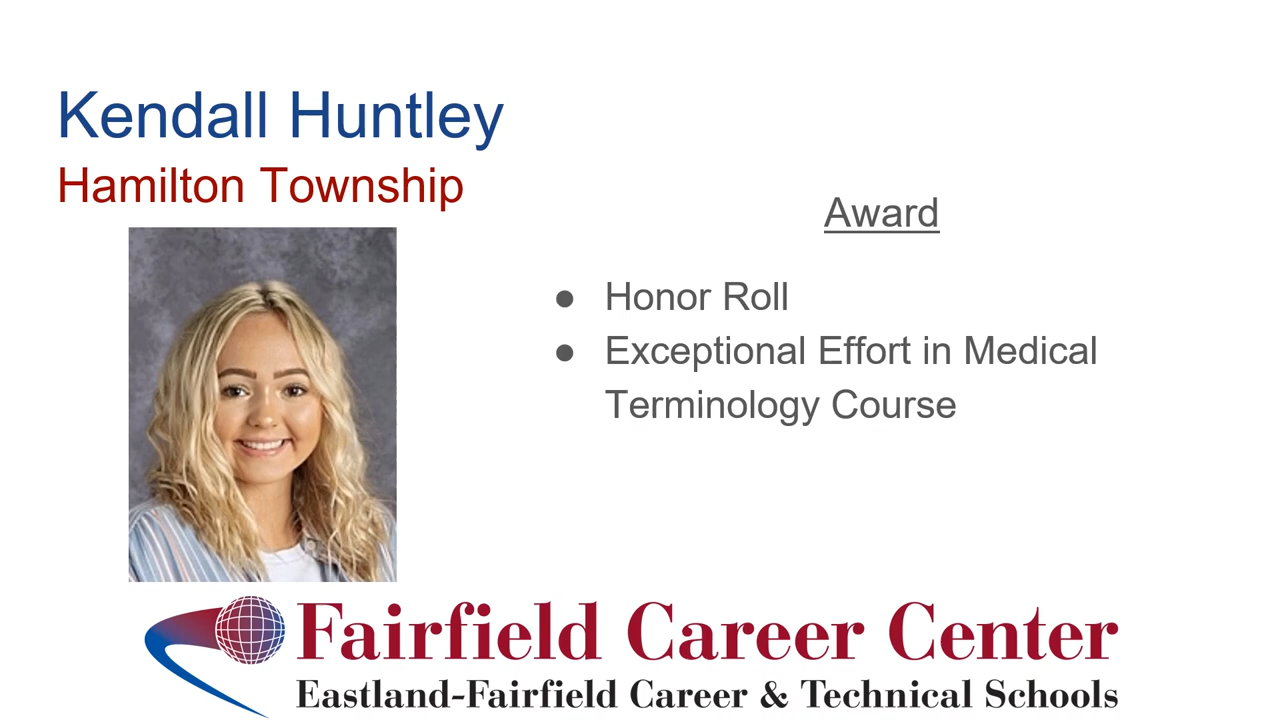 Kendall Huntley
Hamilton Township
Award
● Honor Roll
● Exceptional Effort in Medical
Terminology Course
Fairfield Career Center
Eastland-Fairfield Career & Technical Schools